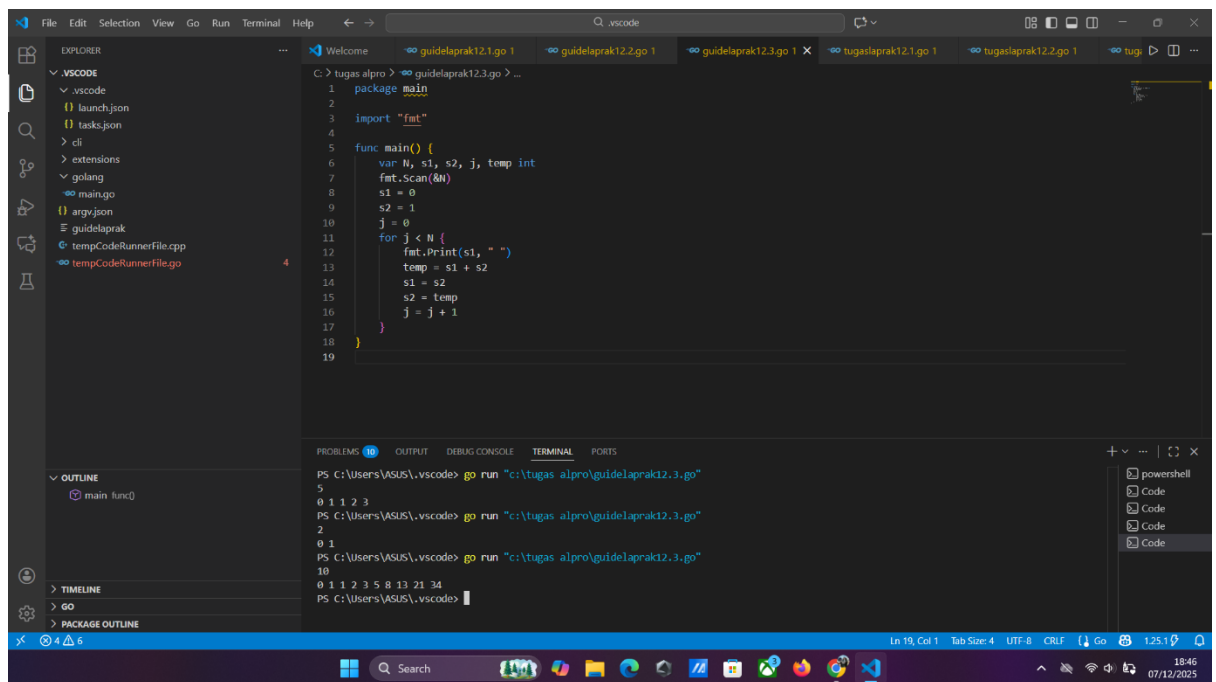 File Edit Selection View Go Run Terminal Help
.vscode
EXPLORER
Welcome guidelaprak12.1.go 1 guidelaprak12.2.go 1 guidelaprak12.3.go 1 tugaslaprak12.1.go 1 tugaslaprak12.2.go 1 tug
.VSCODE
.vscode
launch.json
tasks.json
cli
extensions
golang
main.go
argv.json
guidelaprak
tempCodeRunnerFile.cpp
tempCodeRunnerFile.go 4
C: > tugas alpro > guidelaprak12.3.go > ...
1 package main
2
3 import "fmt"
4
5 func main() {
6 var N, s1, s2, j, temp int
7 fmt.Scan(&N)
8 s1 = 0
9 s2 = 1
10 j = 0
11 for j < N {
12 fmt.Print(s1, " ")
13 temp = s1 + s2
14 s1 = s2
15 s2 = temp
16 j = j + 1
17 }
18 }
19
PROBLEMS 10 OUTPUT DEBUG CONSOLE TERMINAL PORTS
PS C:\Users\ASUS\.vscode> go run "c:\tugas alpro\guidelaprak12.3.go"
5
0 1 1 2 3
PS C:\Users\ASUS\.vscode> go run "c:\tugas alpro\guidelaprak12.3.go"
2
0 1
PS C:\Users\ASUS\.vscode> go run "c:\tugas alpro\guidelaprak12.3.go"
10
0 1 1 2 3 5 8 13 21 34
PS C:\Users\ASUS\.vscode>
powershell
Code
Code
Code
Code
OUTLINE
main func()
TIMELINE
GO
PACKAGE OUTLINE
4 6
Ln 19, Col 1 Tab Size: 4 UTF-8 CRLF Go 1.25.1
Search
18:46
07/12/2025